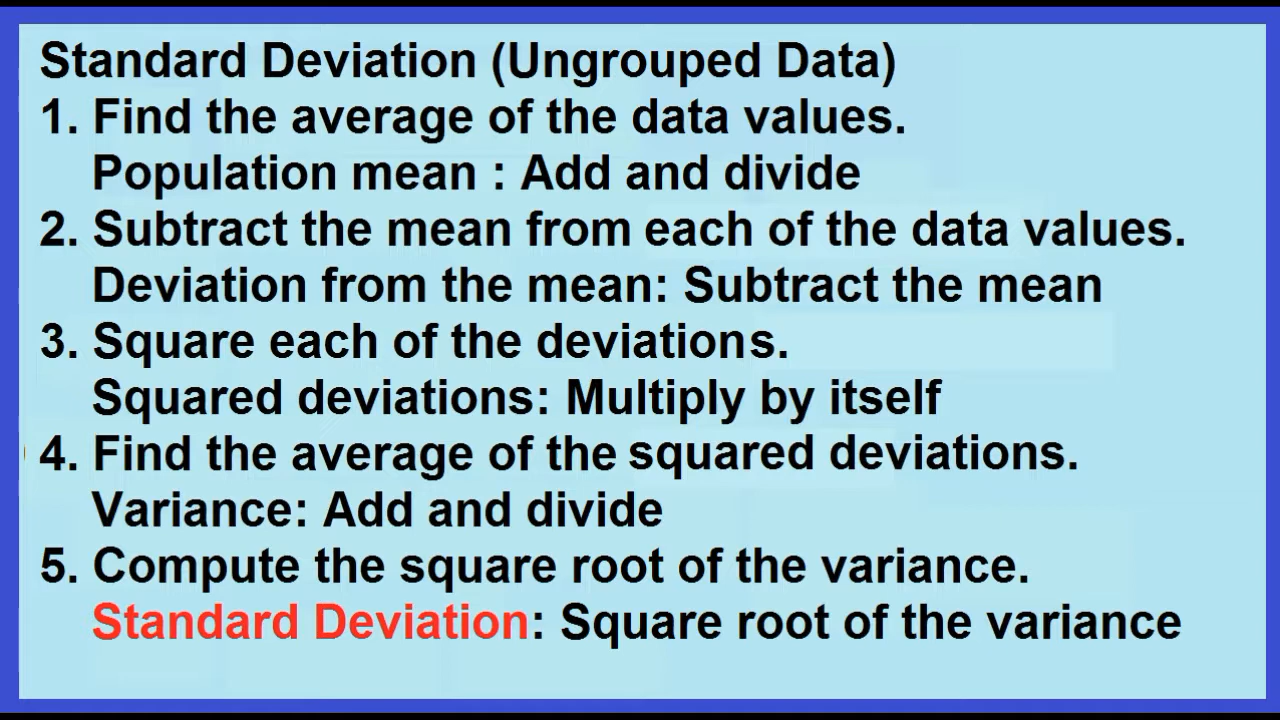 Standard Deviation (Ungrouped Data)
1. Find the average of the data values.
Population mean : Add and divide
2. Subtract the mean from each of the data values.
Deviation from the mean: Subtract the mean
3. Square each of the deviations.
Squared deviations: Multiply by itself
4. Find the average of the squared deviations.
Variance: Add and divide
5. Compute the square root of the variance.
Standard Deviation: Square root of the variance